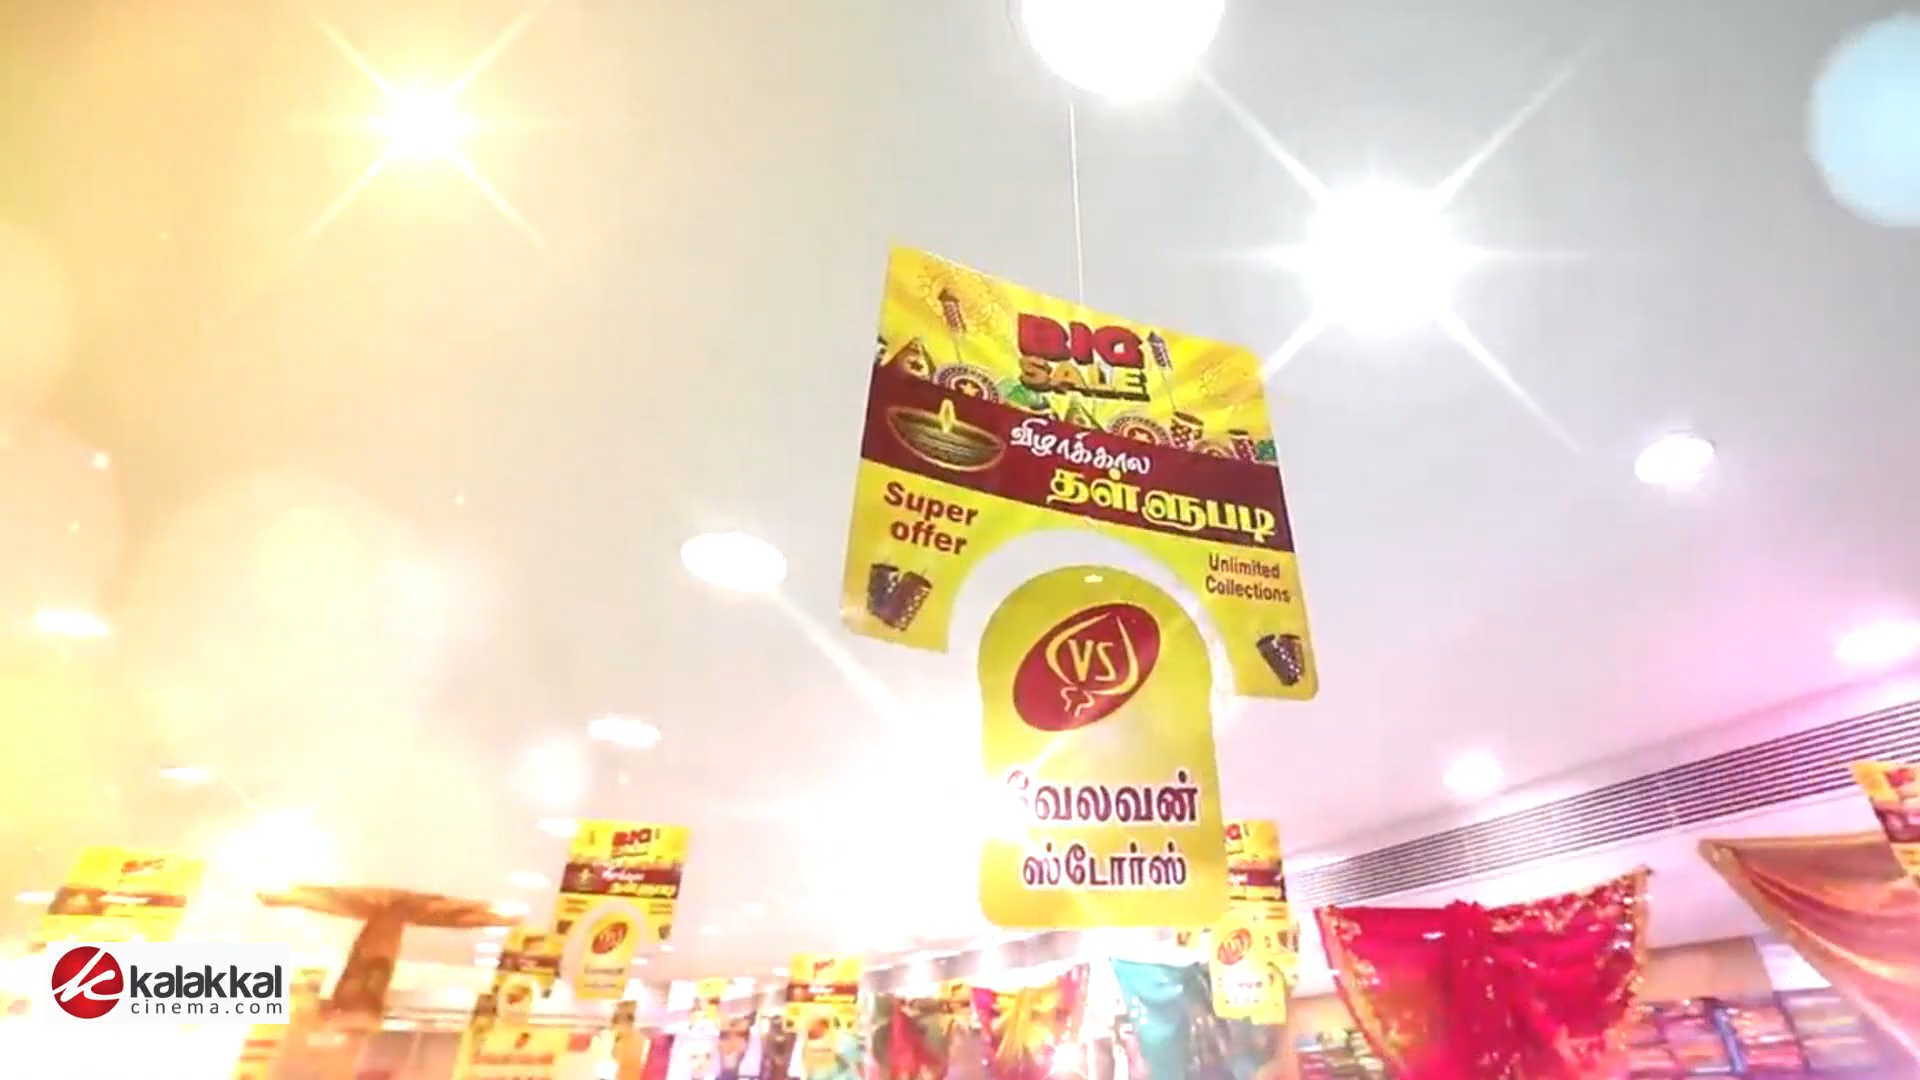 BIG
SALE
விழாக்கால
தள்ளுபடி
Super
offer
Unlimited
Collections
VS
வேலவன்
ஸ்டோர்ஸ்
kalakkal
cinema.com